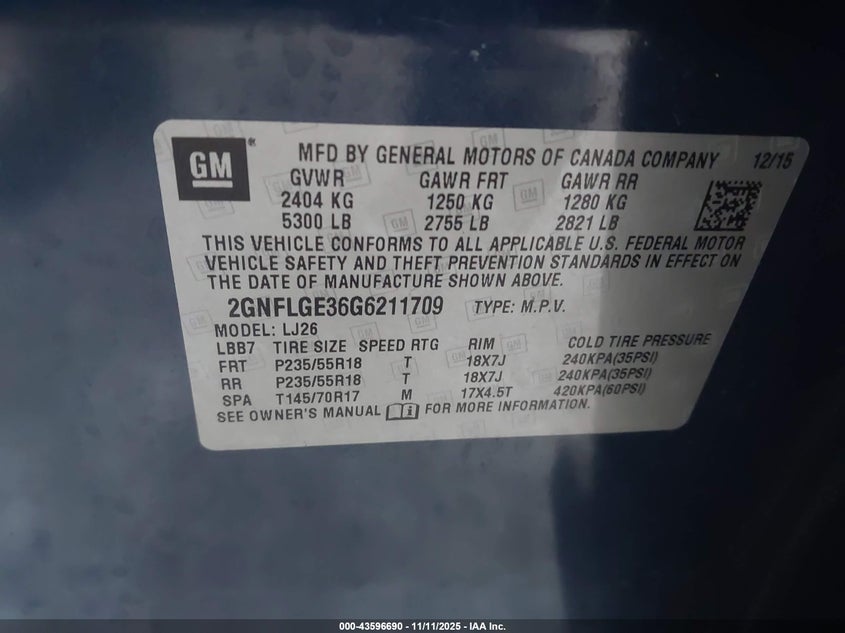 GM
MFD BY GENERAL MOTORS OF CANADA COMPANY 12/15
GVWR GAWR FRT GAWR RR
2404 KG 1250 KG 1280 KG
5300 LB 2755 LB 2821 LB
THIS VEHICLE CONFORMS TO ALL APPLICABLE U.S. FEDERAL MOTOR
VEHICLE SAFETY AND THEFT PREVENTION STANDARDS IN EFFECT ON
THE DATE OF MANUFACTURE SHOWN ABOVE.
2GNFLGE36G6211709 TYPE: M.P.V.
MODEL: LJ26
LBB7 TIRE SIZE SPEED RTG RIM COLD TIRE PRESSURE
FRT P235/55R18 T 18X7J 240KPA(35PSI)
RR P235/55R18 T 18X7J 240KPA(35PSI)
SPA T145/70R17 M 17X4.5T 420KPA(60PSI)
SEE OWNER'S MANUAL FOR MORE INFORMATION.
000-43596690 - 11/11/2025 - IAA Inc.